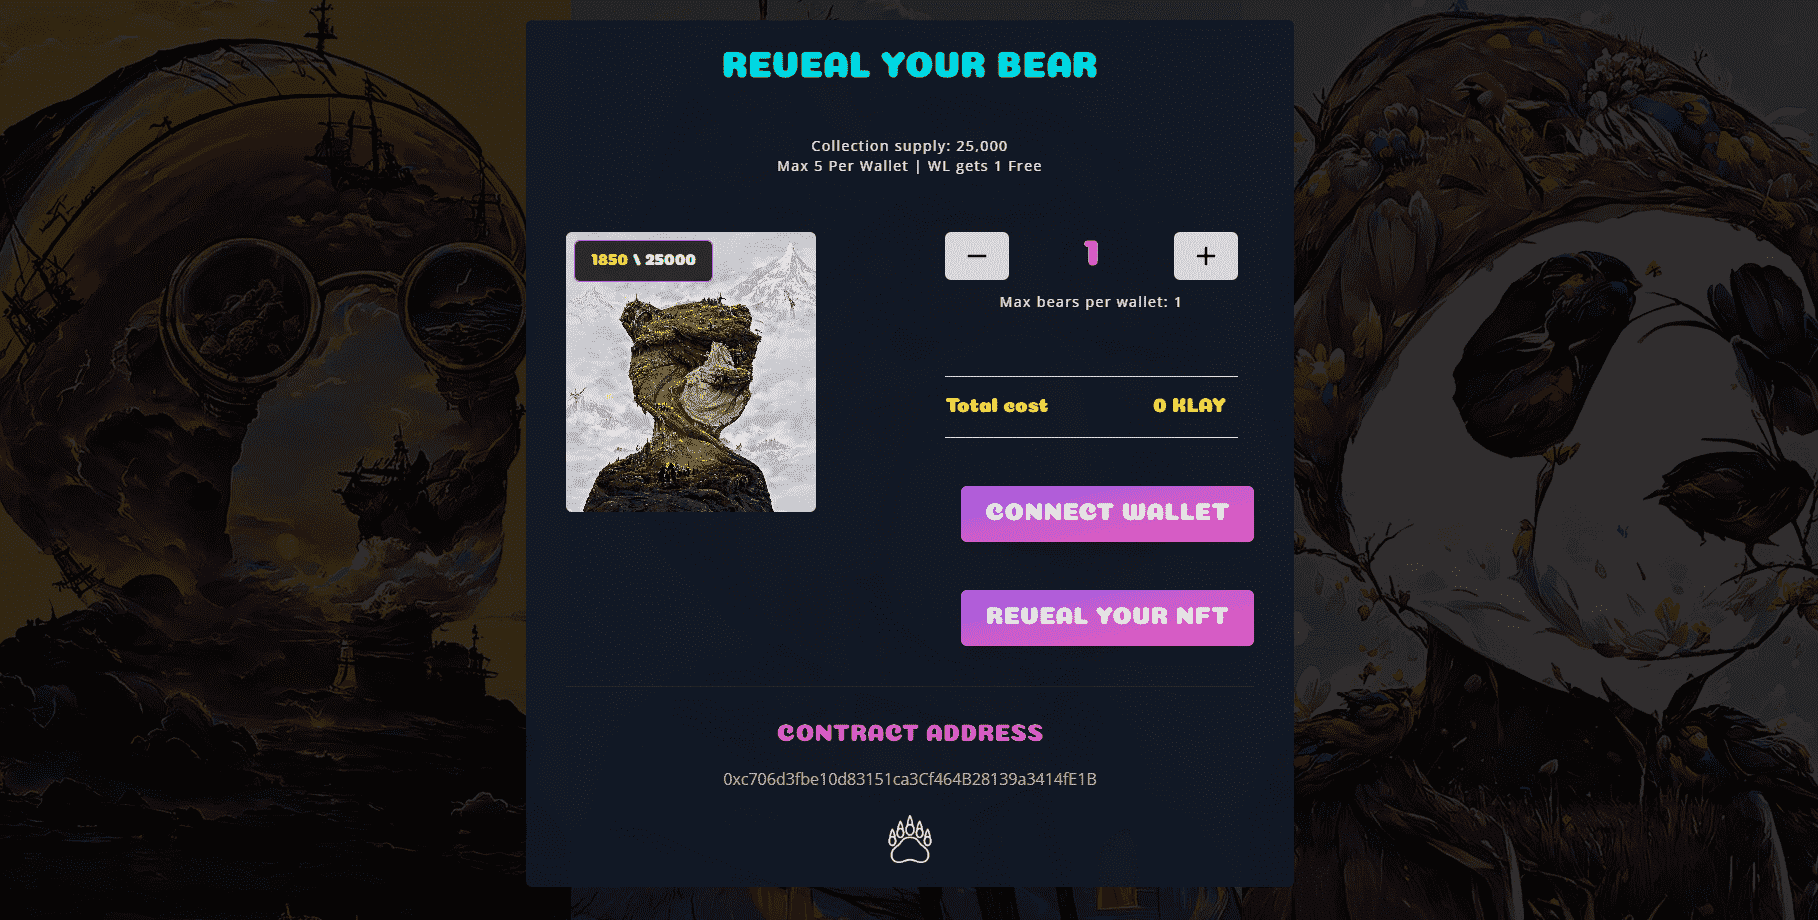 REVEAL YOUR BEAR
Collection supply: 25,000
Max 5 Per Wallet | WL gets 1 Free
1850 \ 25000
− 1 +
Max bears per wallet: 1
Total cost 0 KLAY
CONNECT WALLET
REVEAL YOUR NFT
CONTRACT ADDRESS
0xc706d3fbe10d83151ca3Cf464B28139a3414fE1B